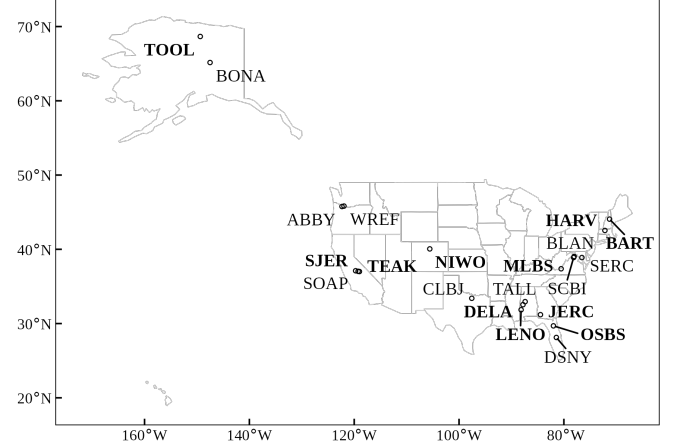 70°N
TOOL
BONA
60°N
50°N
ABBY WREF
HARV
BART
40°N
BLAN
SERC
SJER
TEAK
NIWO
MLBS
SOAP
CLBJ
TALL
SCBI
DELA
JERC
30°N
LENO
OSBS
DSNY
20°N
160°W 140°W 120°W 100°W 80°W